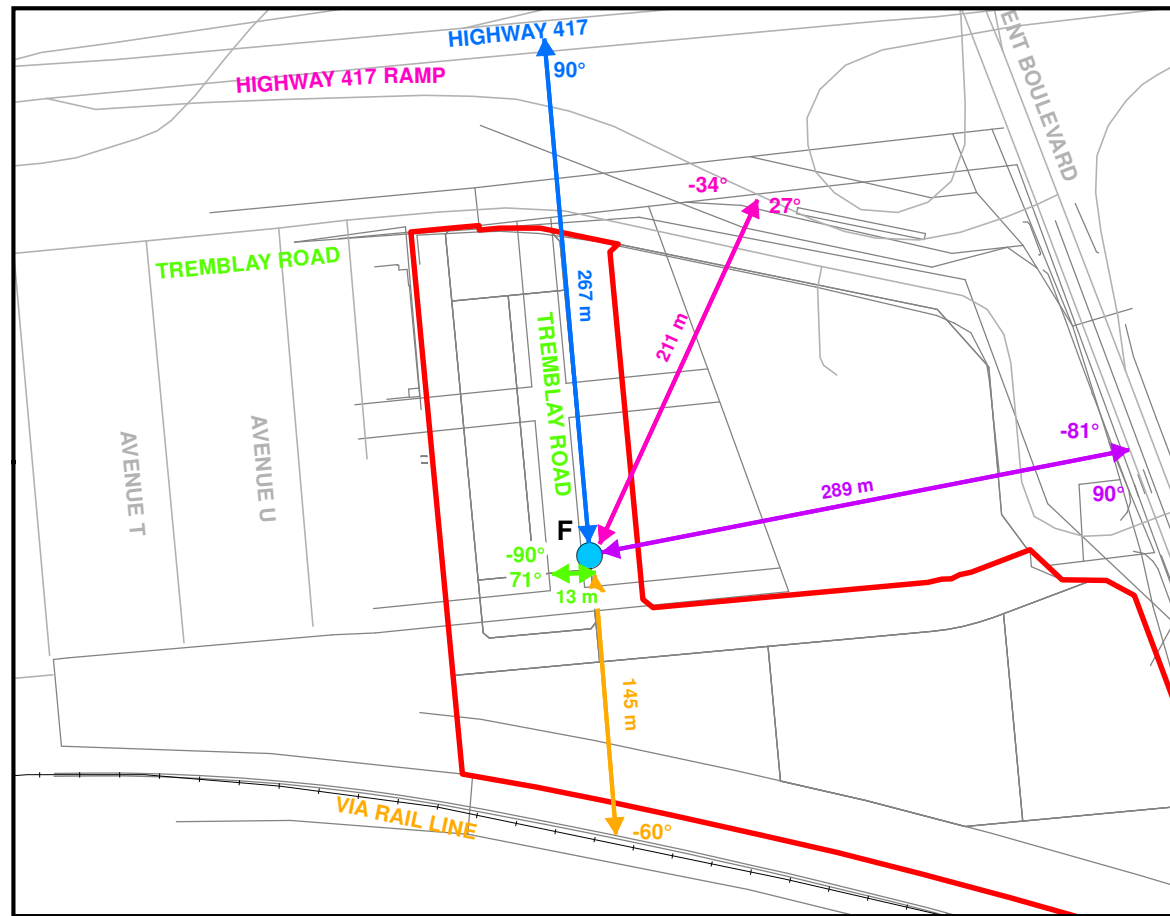 HIGHWAY 417
90°
HIGHWAY 417 RAMP
ENT BOULEVARD
-34°
27°
TREMBLAY ROAD
267 m
211 m
TREMBLAY ROAD
AVENUE T
AVENUE U
-81°
289 m
90°
F
-90°
71°
13 m
145 m
VIA RAIL LINE
-60°